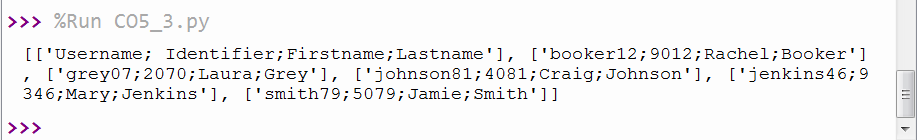 >>> %Run CO5_3.py
[['Username; Identifier;Firstname;Lastname'], ['booker12;9012;Rachel;Booker']
, ['grey07;2070;Laura;Grey'], ['johnson81;4081;Craig;Johnson'], ['jenkins46;9
346;Mary;Jenkins'], ['smith79;5079;Jamie;Smith']]
>>>